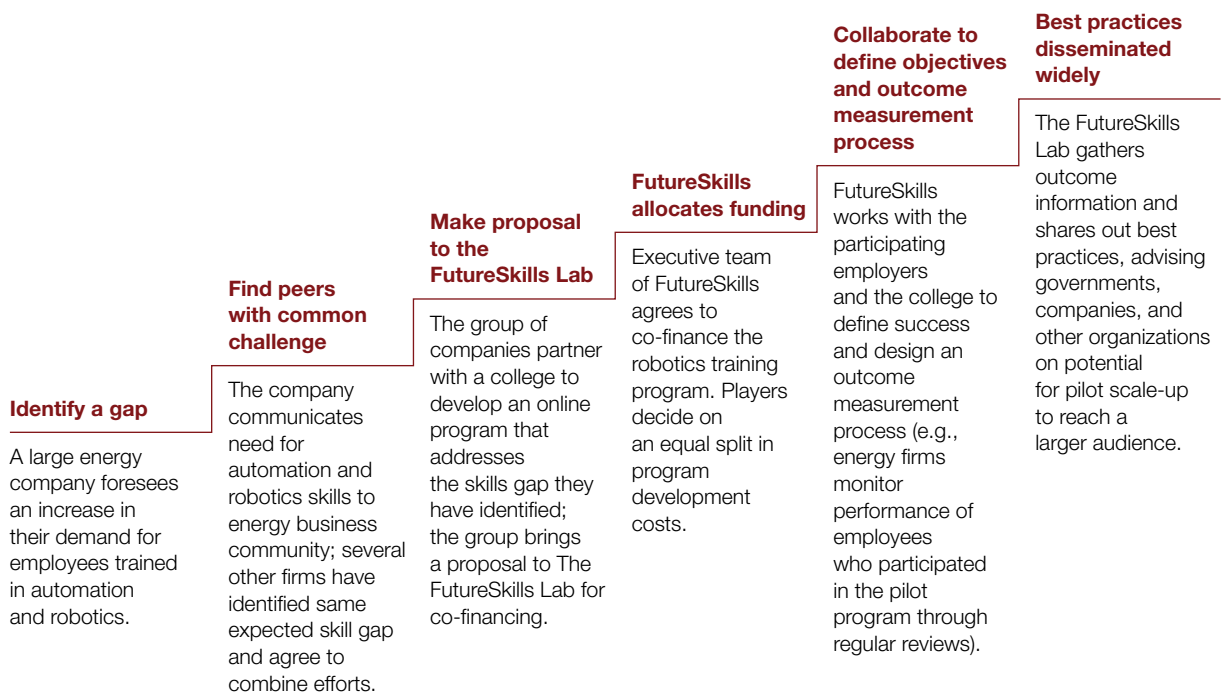 Identify a gap
A large energy
company foresees
an increase in
their demand for
employees trained
in automation
and robotics.
Find peers
with common
challenge
The company
communicates
need for
automation and
robotics skills to
energy business
community; several
other firms have
identified same
expected skill gap
and agree to
combine efforts.
Make proposal
to the
FutureSkills Lab
The group of
companies partner
with a college to
develop an online
program that
addresses
the skills gap they
have identified;
the group brings
a proposal to The
FutureSkills Lab for
co-financing.
FutureSkills
allocates funding
Executive team
of FutureSkills
agrees to
co-finance the
robotics training
program. Players
decide on
an equal split in
program
development
costs.
Collaborate to
define objectives
and outcome
measurement
process
FutureSkills
works with the
participating
employers
and the college to
define success
and design an
outcome
measurement
process (e.g.,
energy firms
monitor
performance of
employees
who participated
in the pilot
program through
regular reviews).
Best practices
disseminated
widely
The FutureSkills
Lab gathers
outcome
information and
shares out best
practices, advising
governments,
companies, and
other organizations
on potential
for pilot scale-up
to reach a
larger audience.